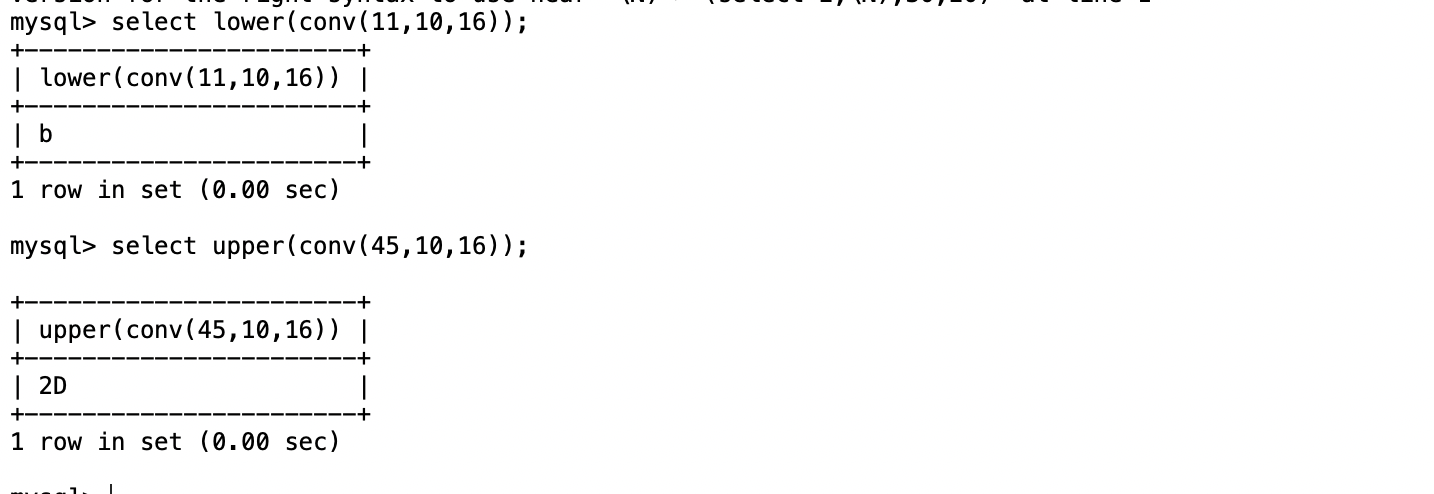 mysql> select lower(conv(11,10,16));
+-----------------------+
| lower(conv(11,10,16)) |
+-----------------------+
| b                     |
+-----------------------+
1 row in set (0.00 sec)
mysql> select upper(conv(45,10,16));
+-----------------------+
| upper(conv(45,10,16)) |
+-----------------------+
| 2D                    |
+-----------------------+
1 row in set (0.00 sec)
mysql>